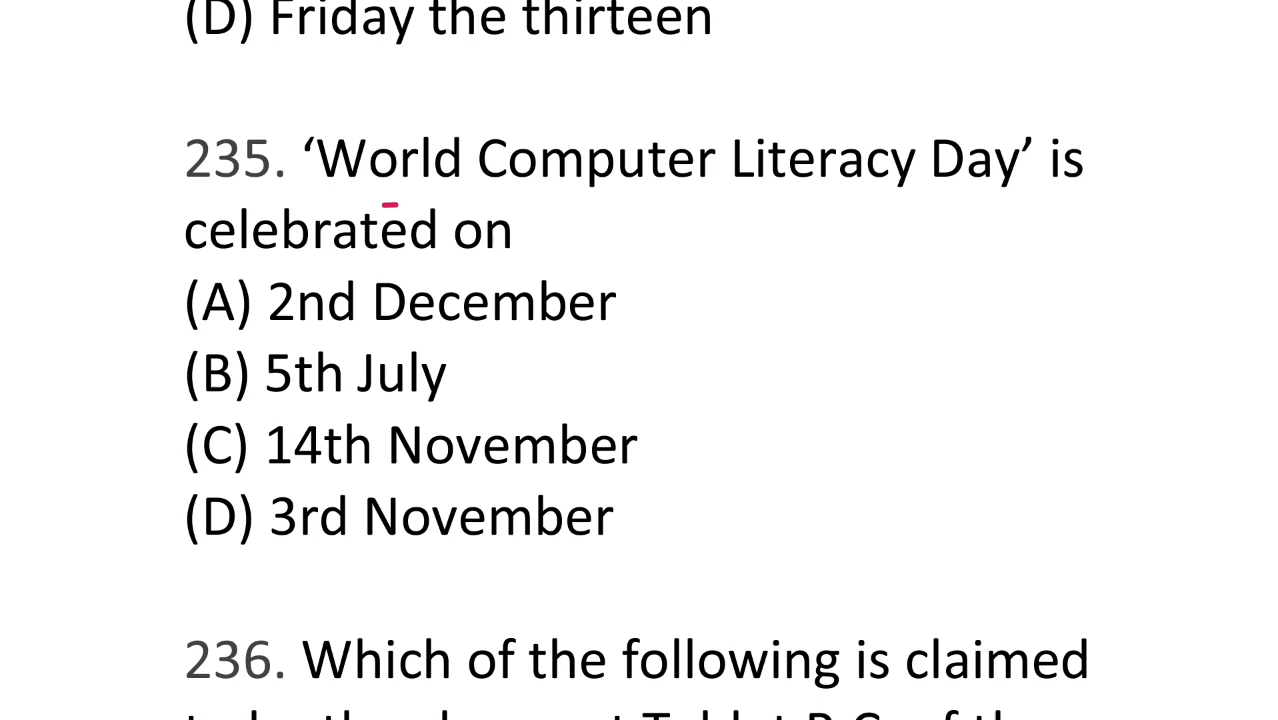 (D) Friday the thirteen
235. ‘World Computer Literacy Day’ is
celebrated on
(A) 2nd December
(B) 5th July
(C) 14th November
(D) 3rd November
236. Which of the following is claimed